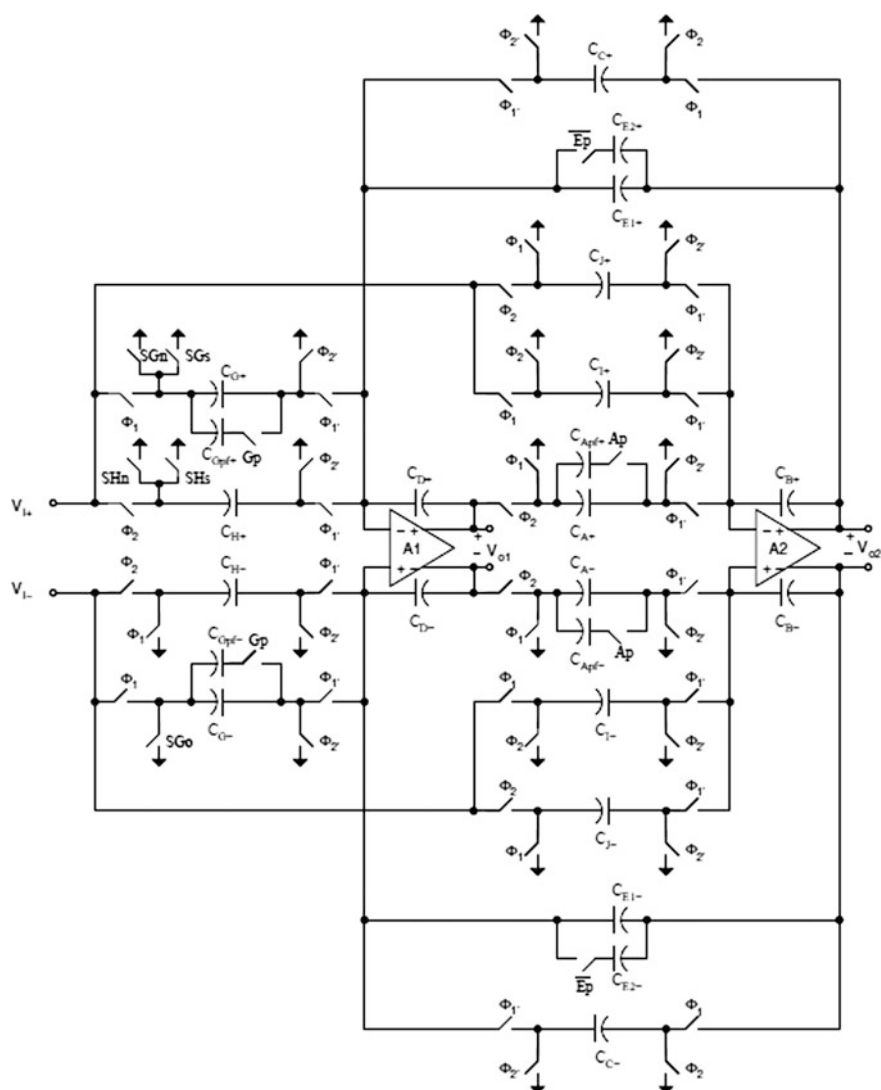 Φ2' CC+ Φ2
Φ1' Φ1
Ep CE2+
CE1+
Φ1 CJ+ Φ2'
Φ2 Φ1'
SGn SGs Φ2' Φ2 CI+ Φ2'
CG+
Φ1 Φ1' Φ1 Φ1'
CGpf+ Gp
SHn SHs Φ2' Φ1 CApf+ Ap Φ2'
VI+ CD+ CB+
Φ2 CH+ Φ1' Φ2 CA+ Φ1'
− + A1 + − + − Vo1 − + A2 + − + − Vo2
VI− Φ2 CH− Φ1' Φ2 CA− Φ1'
CD− CB−
Φ1 CGpf− Gp Φ2' Φ1 CApf− Ap Φ2'
Φ1 Φ1' Φ1 Φ1'
SGo CG− Φ2' Φ2 CI− Φ2'
Φ2 Φ1'
Φ1 CJ− Φ2'
CE1−
Ep CE2−
Φ1' Φ1
Φ2' CC− Φ2